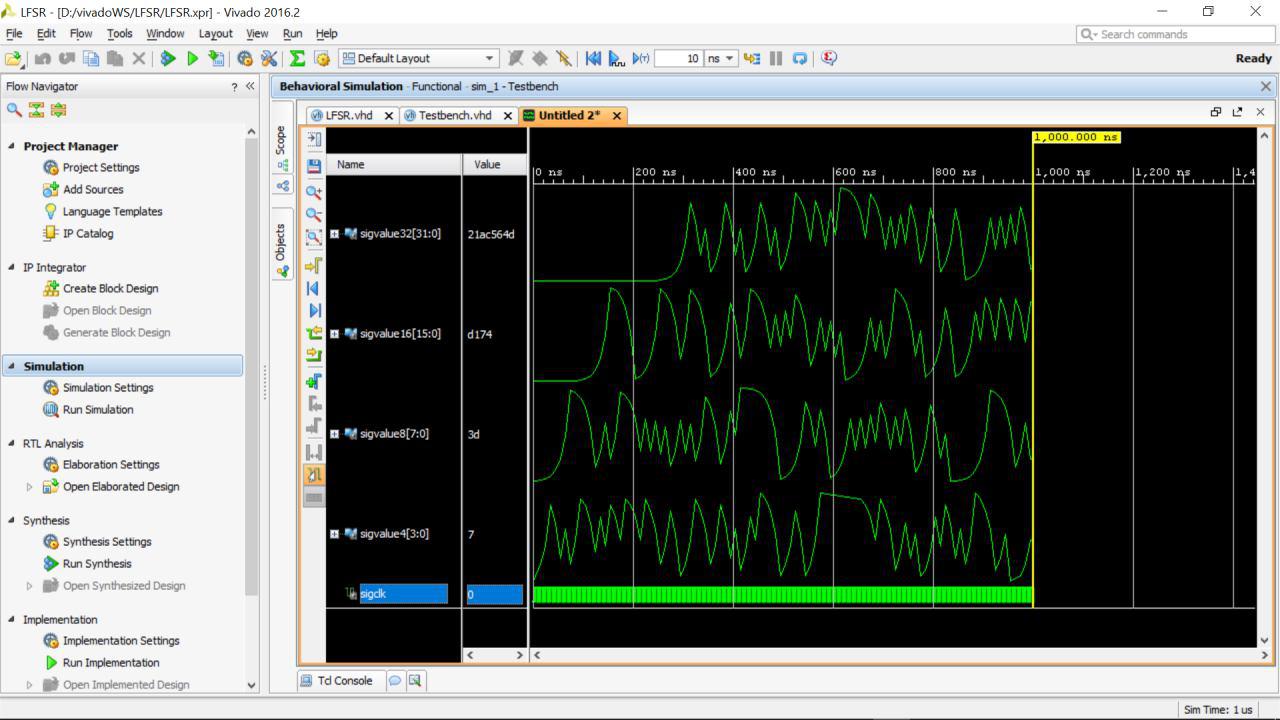 LFSR - [D:/vivadoWS/LFSR/LFSR.xpr] - Vivado 2016.2
File Edit Flow Tools Window Layout View Run Help
Search commands
Default Layout
10 ns
Ready
Flow Navigator ? «
Project Manager
Project Settings
Add Sources
Language Templates
IP Catalog
IP Integrator
Create Block Design
Open Block Design
Generate Block Design
Simulation
Simulation Settings
Run Simulation
RTL Analysis
Elaboration Settings
Open Elaborated Design
Synthesis
Synthesis Settings
Run Synthesis
Open Synthesized Design
Implementation
Implementation Settings
Run Implementation
Open Implemented Design
Behavioral Simulation - Functional - sim_1 - Testbench
Scope
Objects
LFSR.vhd
Testbench.vhd
Untitled 2*
Name Value
1,000.000 ns
0 ns 200 ns 400 ns 600 ns 800 ns 1,000 ns 1,200 ns 1,4
sigvalue32[31:0] 21ac564d
sigvalue16[15:0] d174
sigvalue8[7:0] 3d
sigvalue4[3:0] 7
sigclk 0
Tcl Console
Sim Time: 1 us